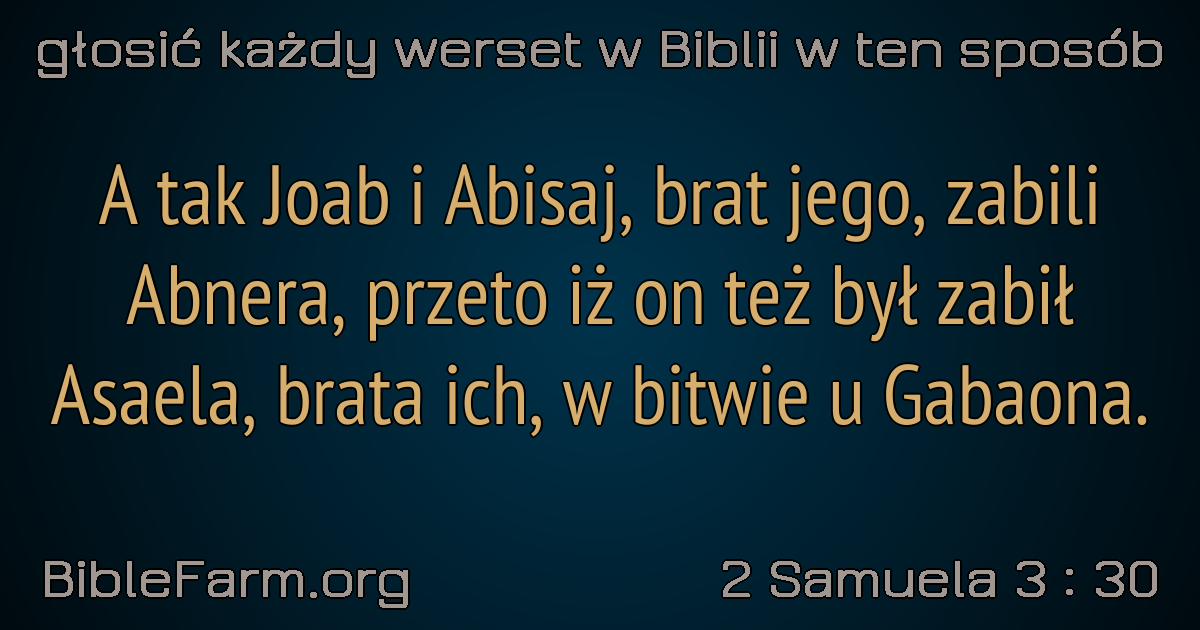 głosić każdy werset w Biblii w ten sposób
A tak Joab i Abisaj, brat jego, zabili
Abnera, przeto iż on też był zabił
Asaela, brata ich, w bitwie u Gabaona.
BibleFarm.org
2 Samuela 3 : 30